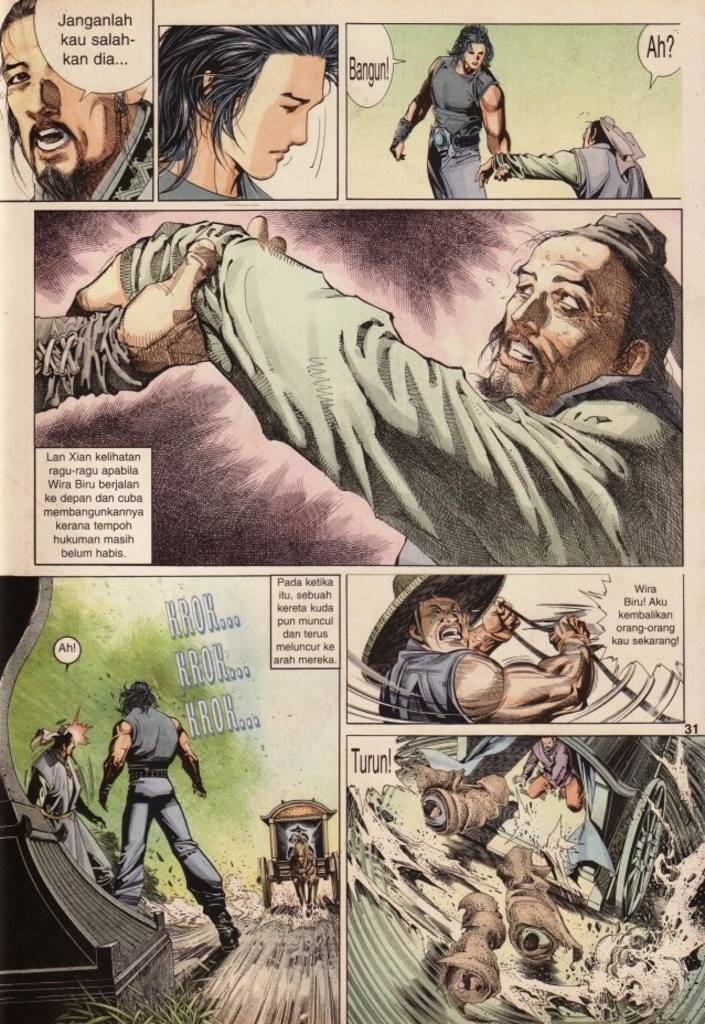 Janganlah
kau salah-
kan dia...
Bangun!
Ah?
Lan Xian kelihatan
ragu-ragu apabila
Wira Biru berjalan
ke depan dan cuba
membangunkannya
kerana tempoh
hukuman masih
belum habis.
Ah!
KROK...
KROK...
KROK...
Pada ketika
itu, sebuah
kereta kuda
pun muncul
dan terus
meluncur ke
arah mereka.
Wira
Biru! Aku
kembalikan
orang-orang
kau sekarang!
31
Turun!